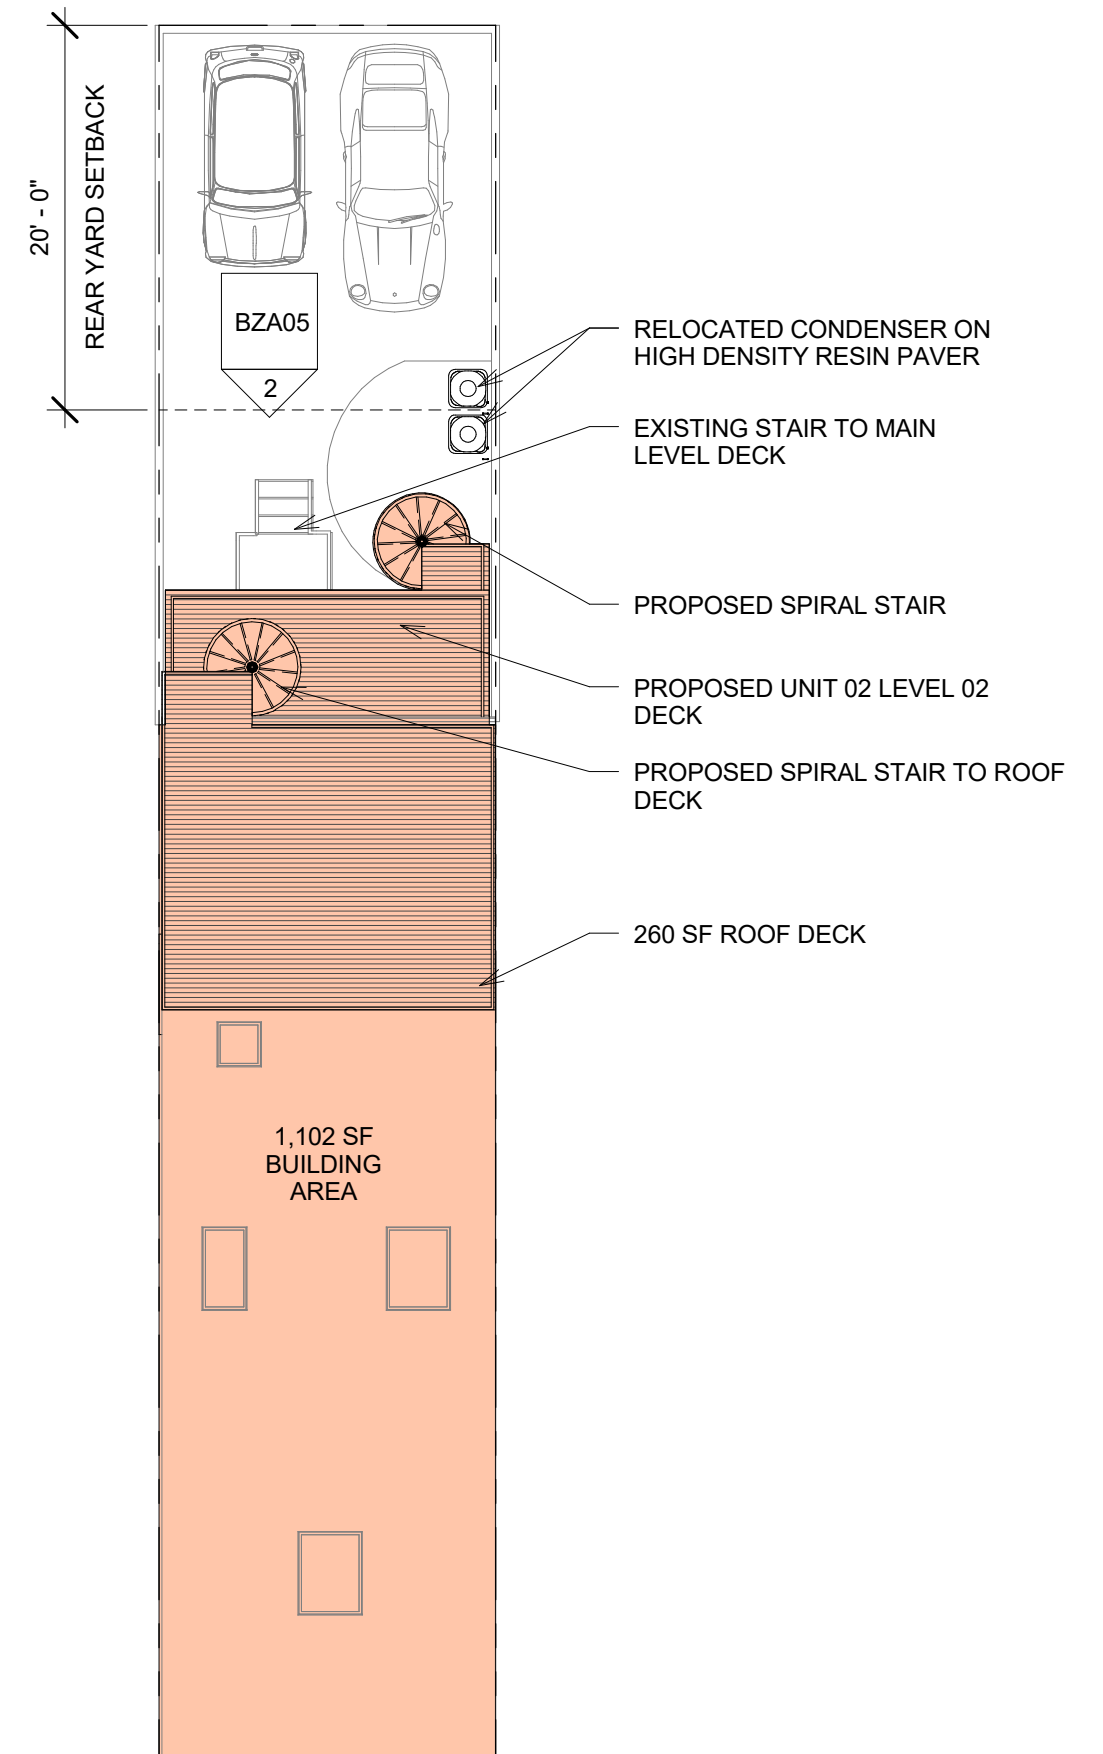 20' - 0"
REAR YARD SETBACK
BZA05
2
RELOCATED CONDENSER ON
HIGH DENSITY RESIN PAVER
EXISTING STAIR TO MAIN
LEVEL DECK
PROPOSED SPIRAL STAIR
PROPOSED UNIT 02 LEVEL 02
DECK
PROPOSED SPIRAL STAIR TO ROOF
DECK
260 SF ROOF DECK
1,102 SF
BUILDING
AREA